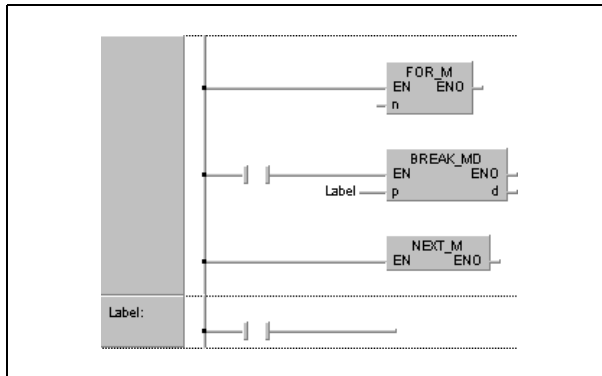 FOR_M
EN ENO
n
BREAK_MD
EN ENO
Label p d
NEXT_M
EN ENO
Label: